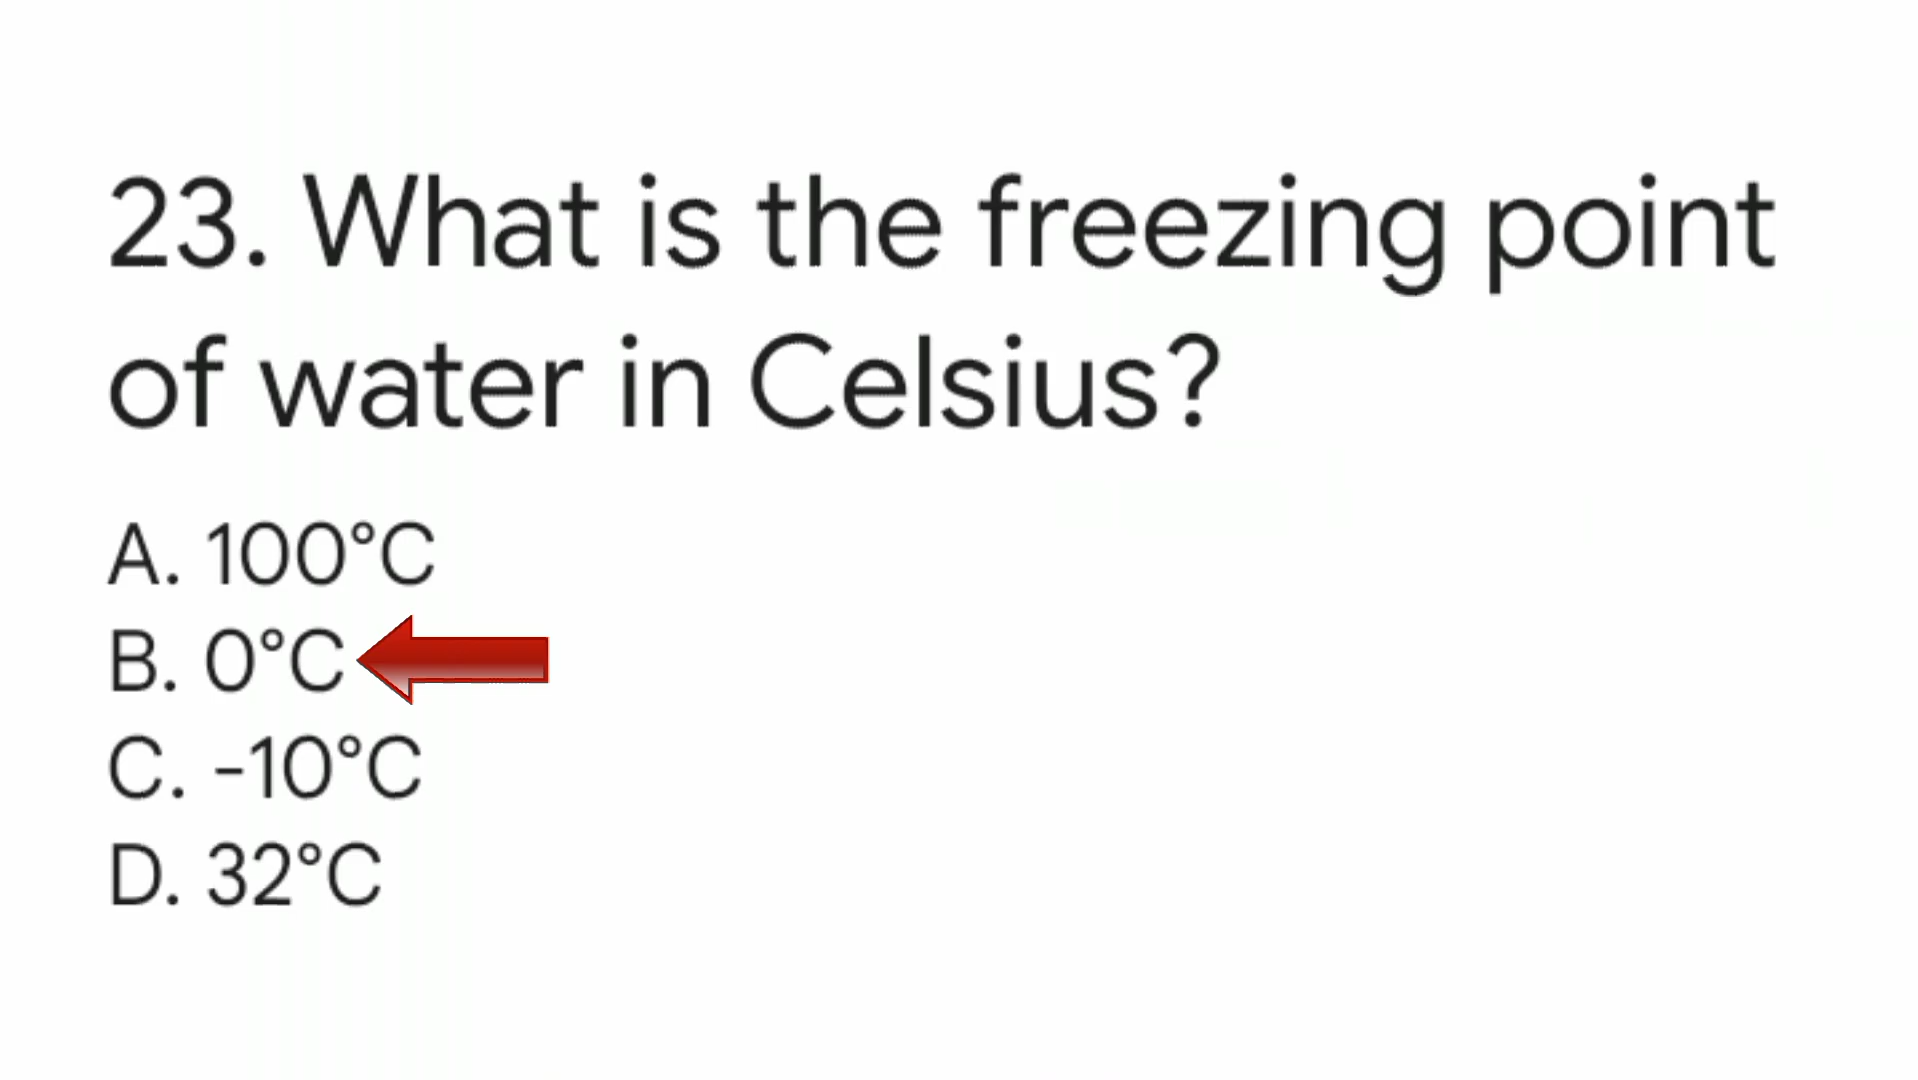 23. What is the freezing point
of water in Celsius?
A. 100°C
B. 0°C
C. -10°C
D. 32°C